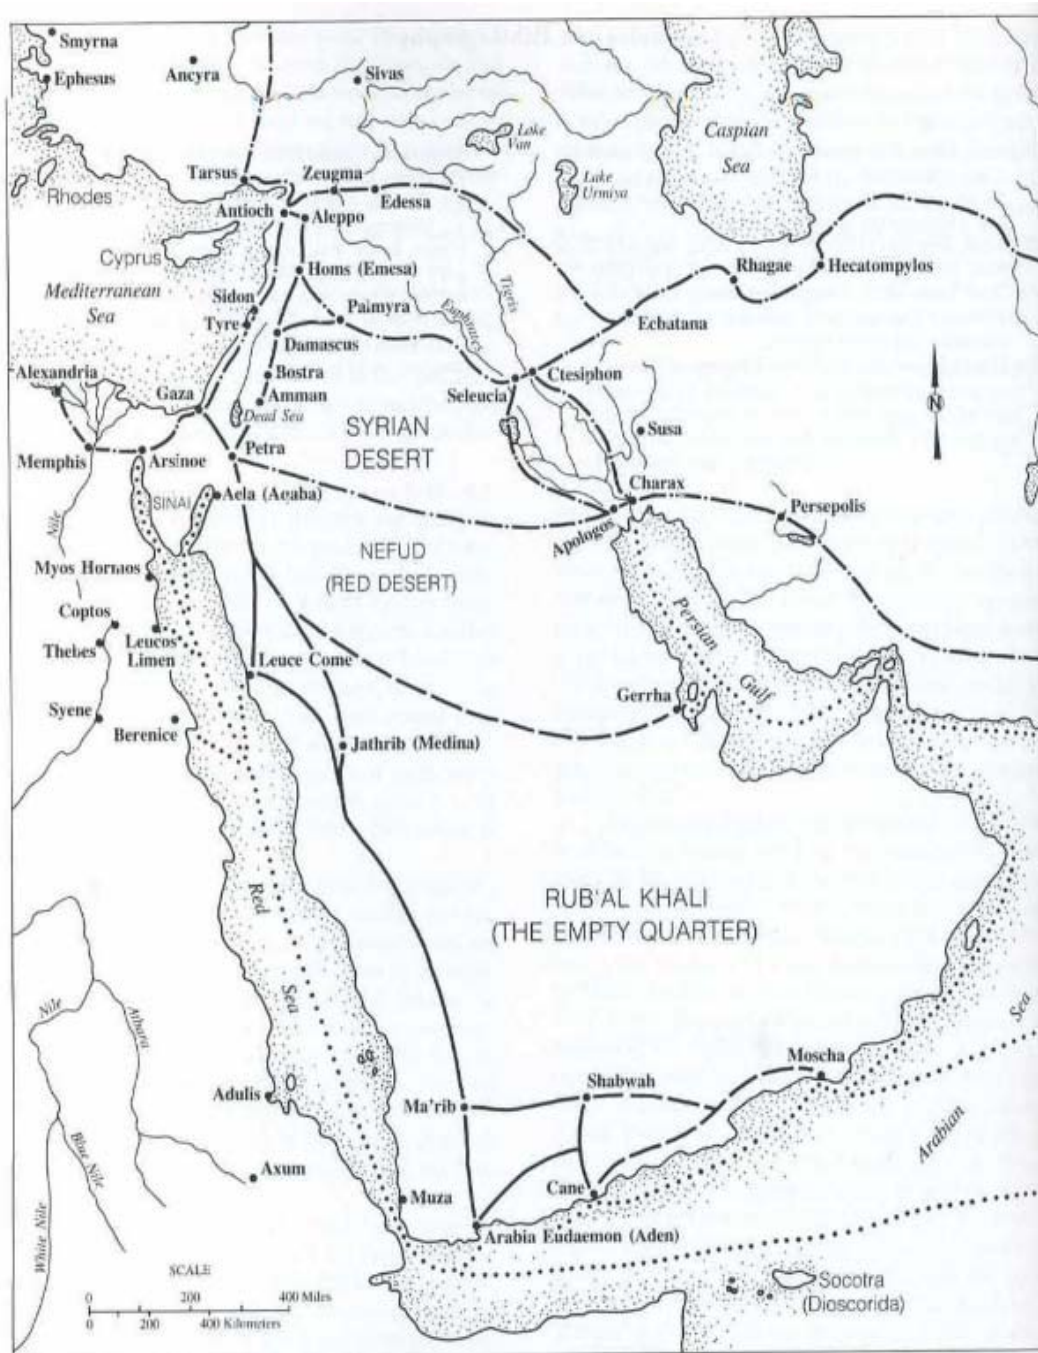 Smyrna
Ephesus
Ancyra
Sivas
Lake
Van
Lake
Urmiya
Caspian
Sea
Rhodes
Tarsus
Zeugma
Edessa
Antioch
Aleppo
Cyprus
Homs (Emesa)
Rhagae
Hecatompylos
Mediterranean
Sea
Sidon
Tyre
Palmyra
Euphrates
Tigris
Ecbatana
Damascus
Alexandria
Gaza
Bostra
Amman
Dead Sea
Seleucia
Ctesiphon
N
SYRIAN
DESERT
Susa
Memphis
Arsinoe
Petra
SINAI
Aela (Aqaba)
Charax
Apologos
Persepolis
Nile
NEFUD
(RED DESERT)
Myos Hormos
Coptos
Thebes
Leucos
Limen
Leuce Come
Persian
Gulf
Gerrha
Syene
Berenice
Jathrib (Medina)
Red
Sea
RUB'AL KHALI
(THE EMPTY QUARTER)
Nile
Atbara
Sea
Arabian
Moscha
Shabwah
Ma'rib
Adulis
Blue Nile
White Nile
Axum
Muza
Cane
Arabia Eudaemon (Aden)
SCALE
0 200 400 Miles
0 200 400 Kilometers
Socotra
(Dioscorida)